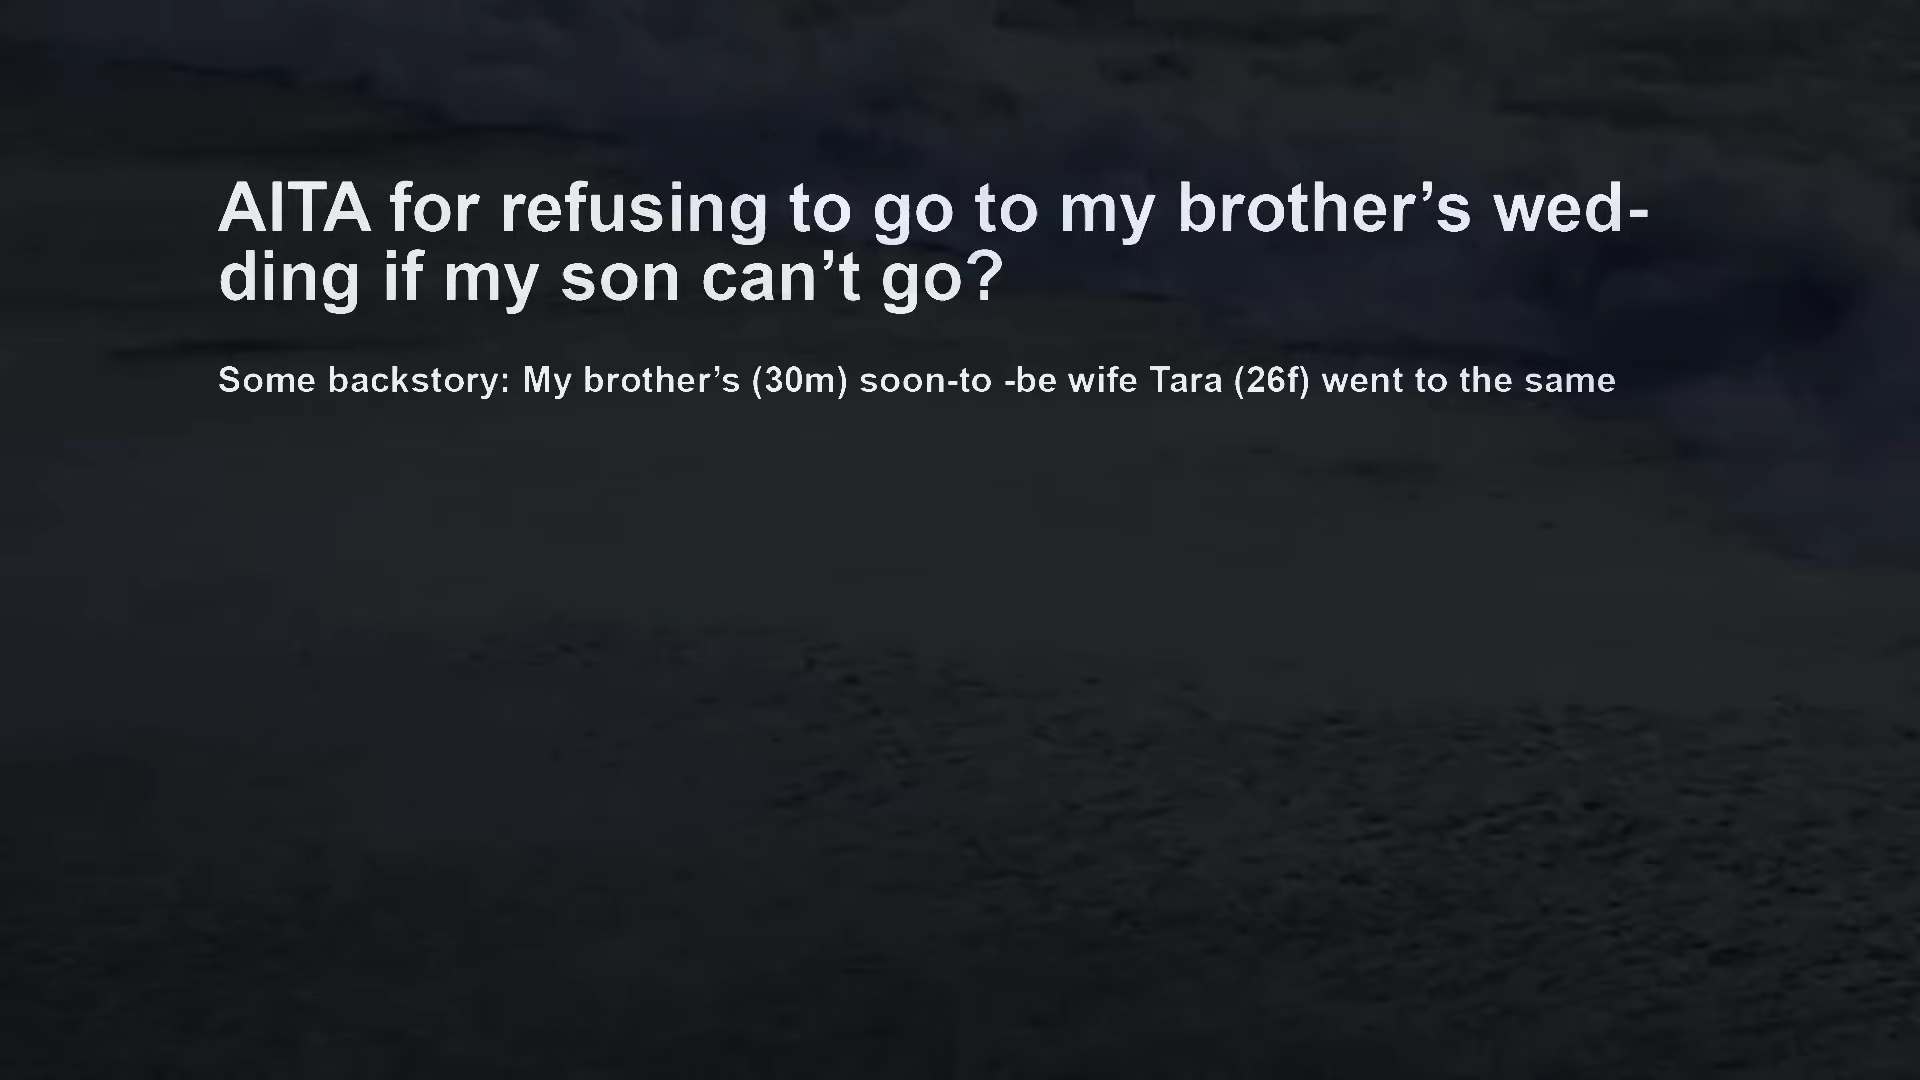 AITA for refusing to go to my brother’s wed-
ding if my son can’t go?
Some backstory: My brother’s (30m) soon-to -be wife Tara (26f) went to the same